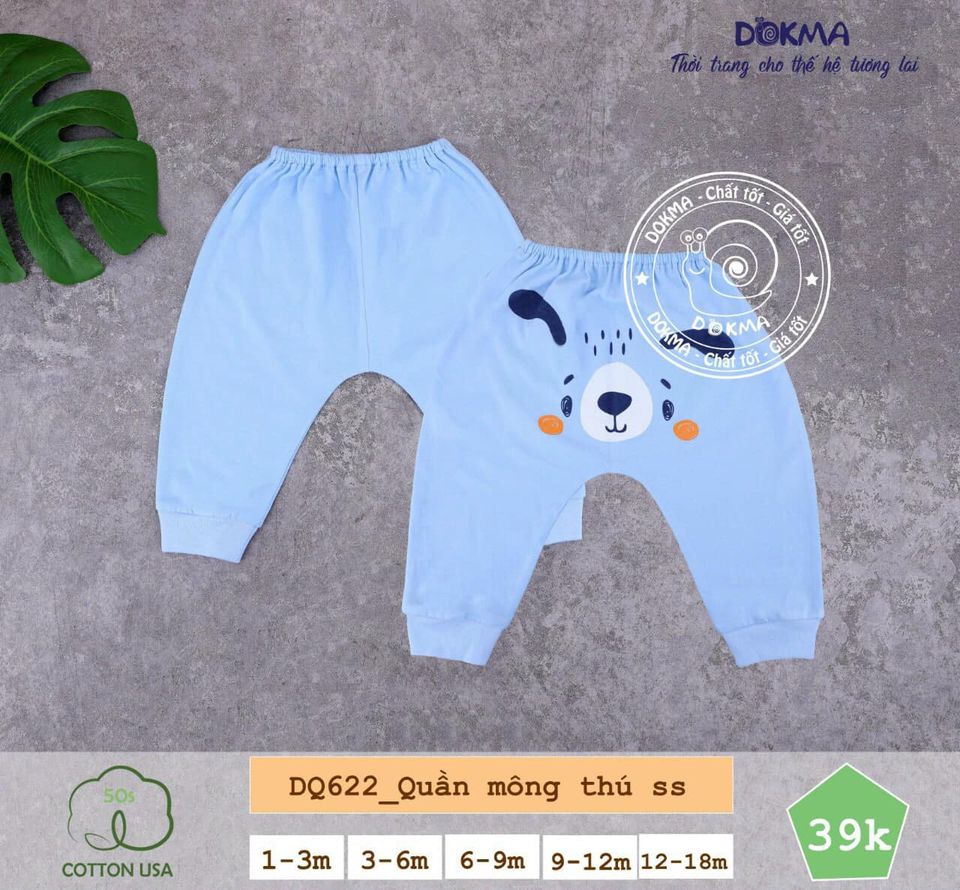 DOKMA
Thời trang cho thế hệ tương lai
DOKMA - Chất tốt - Giá tốt
DOKMA
DOKMA - Chất tốt - Giá tốt
50s
COTTON USA
DQ622_Quần mông thú ss
1-3m 3-6m 6-9m 9-12m 12-18m
39k